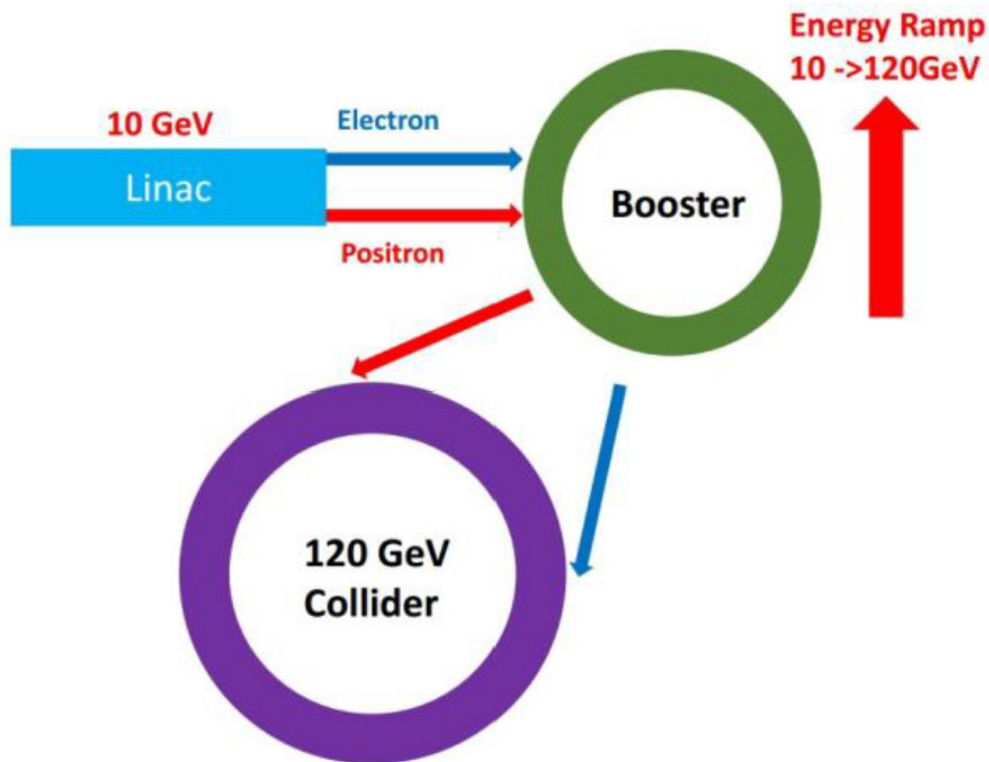 Energy Ramp
10 ->120GeV
10 GeV
Electron
Linac
Booster
Positron
120 GeV
Collider